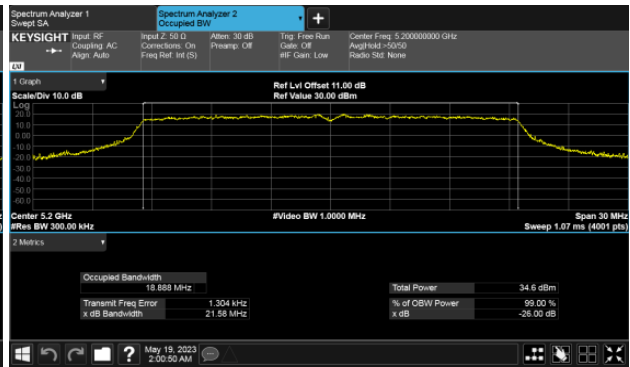 Spectrum Analyzer 1
Swept SA
Spectrum Analyzer 2
Occupied BW
+
KEYSIGHT
Input: RF
Coupling: AC
Align: Auto
Input Z: 50 Ω
Corrections: On
Freq Ref: Int (S)
Atten: 30 dB
Preamp: Off
Trig: Free Run
Gate: Off
#IF Gain: Low
Center Freq: 5.200000000 GHz
Avg|Hold:>50/50
Radio Std: None
LXI
1 Graph
Scale/Div 10.0 dB
Ref Lvl Offset 11.00 dB
Ref Value 30.00 dBm
Log
20.0
10.0
0.00
-10.0
-20.0
-30.0
-40.0
-50.0
-60.0
Center 5.2 GHz
#Res BW 300.00 kHz
#Video BW 1.0000 MHz
Span 30 MHz
Sweep 1.07 ms (4001 pts)
2 Metrics
Occupied Bandwidth
18.888 MHz
Transmit Freq Error 1.304 kHz
x dB Bandwidth 21.58 MHz
Total Power 34.6 dBm
% of OBW Power 99.00 %
x dB -26.00 dB
?
May 19, 2023
2:00:50 AM